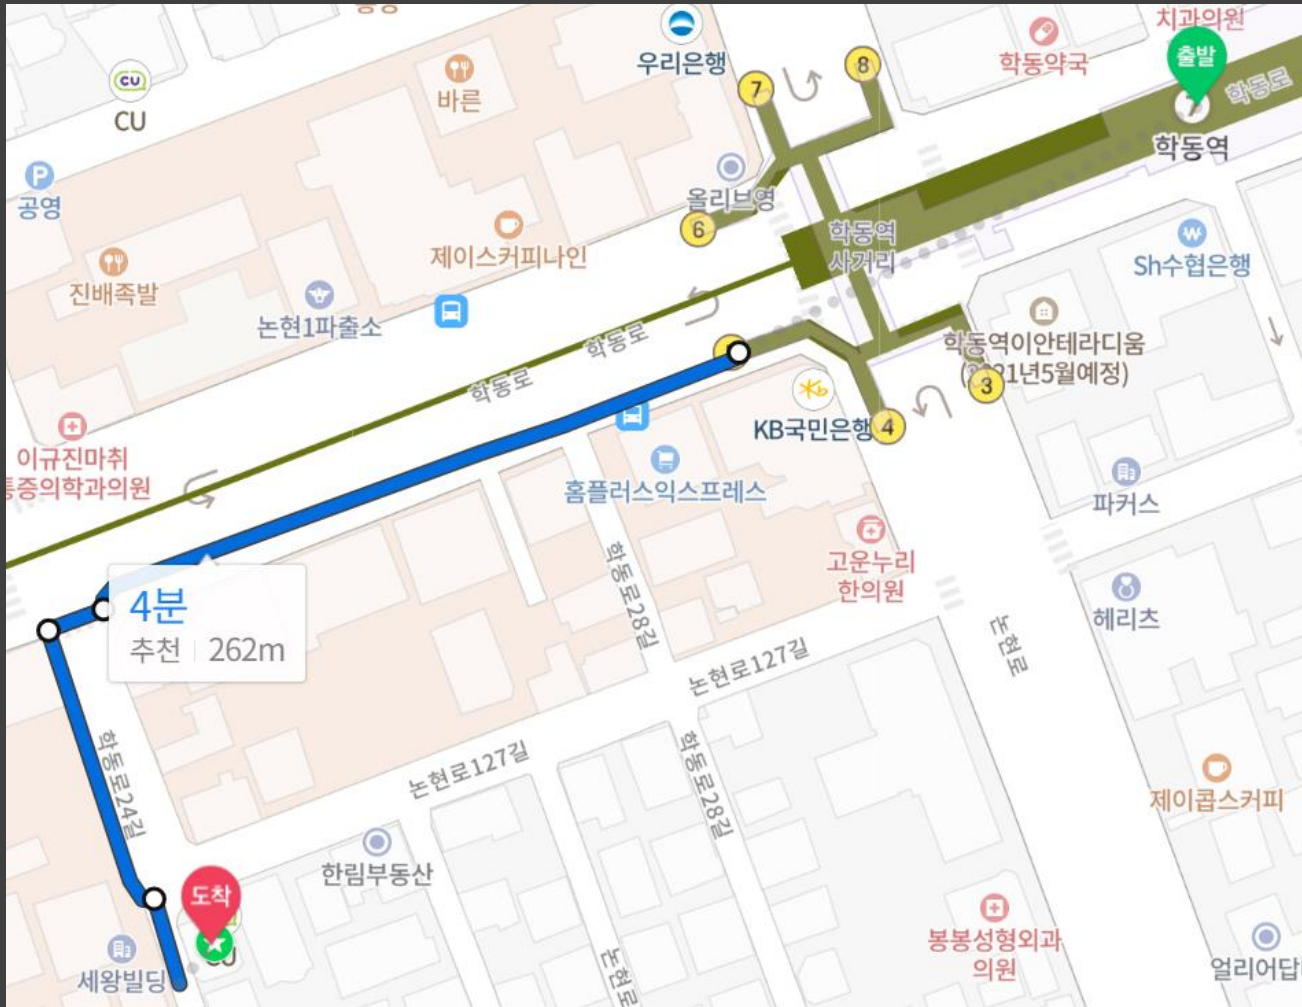 치과의원
출발
우리은행
8
학동약국
학동로
7
7
CU
CU
바른
학동역
공영
올리브영
6
학동역
사거리
Sh수협은행
제이스커피나인
진배족발
논현1파출소
학동로
학동역이안테라디움
3
학동로
KB국민은행
4
이규진마취
통증의학과의원
홈플러스익스프레스
파커스
고운누리
한의원
학동로28길
헤리츠
4분
추천 262m
논현로
논현로127길
학동로24길
논현로127길
학동로28길
제이콥스커피
한림부동산
도착
CU
봉봉성형외과
의원
세왕빌딩
논현로